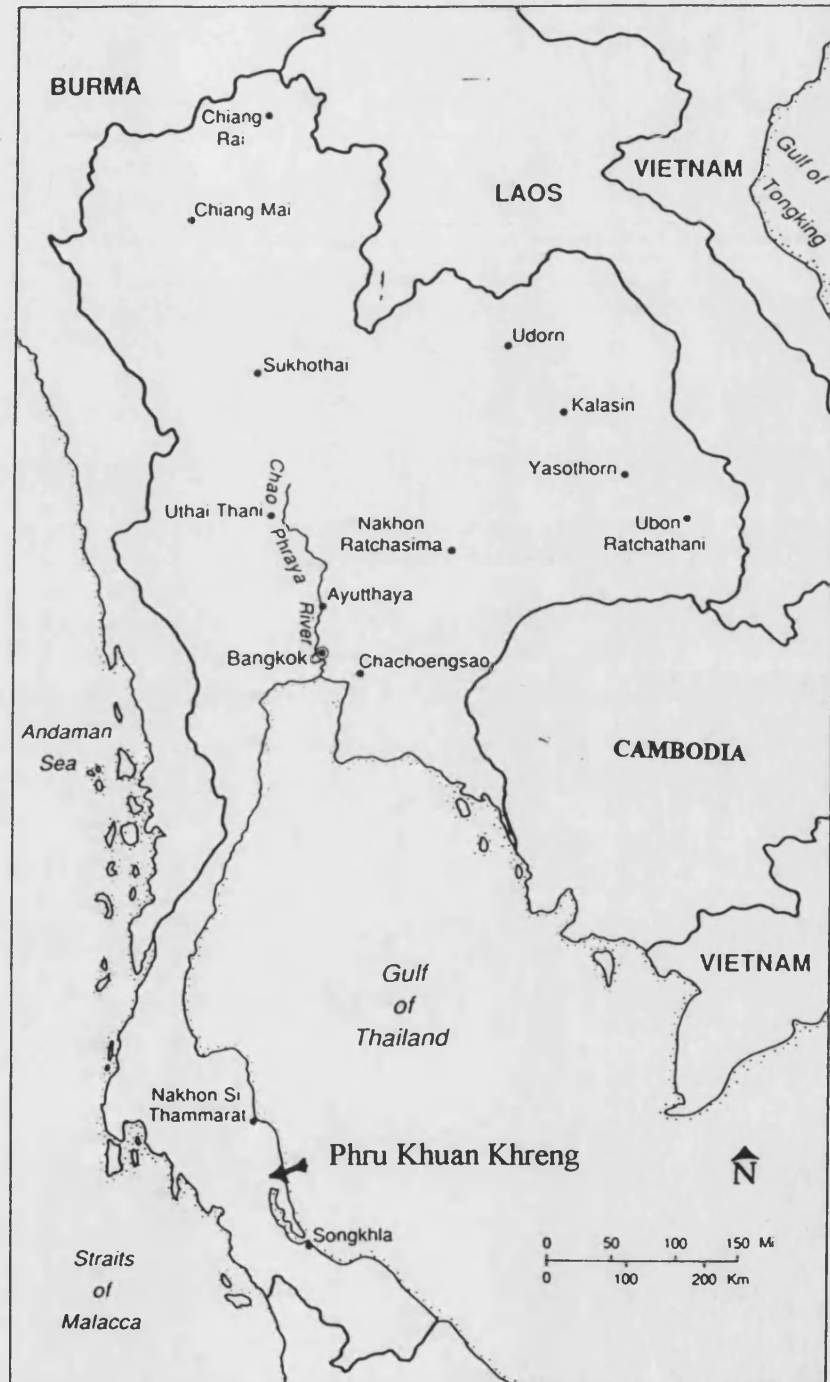 BURMA
Chiang
Rai
Chiang Mai
LAOS
VIETNAM
Gulf of
Tongking
Udorn
Sukhothai
Kalasin
Yasothorn
Chao
Phraya
River
Uthai Thani
Nakhon
Ratchasima
Ubon
Ratchathani
Ayutthaya
Bangkok
Chachoengsao
Andaman
Sea
CAMBODIA
VIETNAM
Gulf
of
Thailand
Nakhon Si
Thammarat
Phru Khuan Khreng
N
Songkhla
0 50 100 150 Mi
0 100 200 Km
Straits
of
Malacca